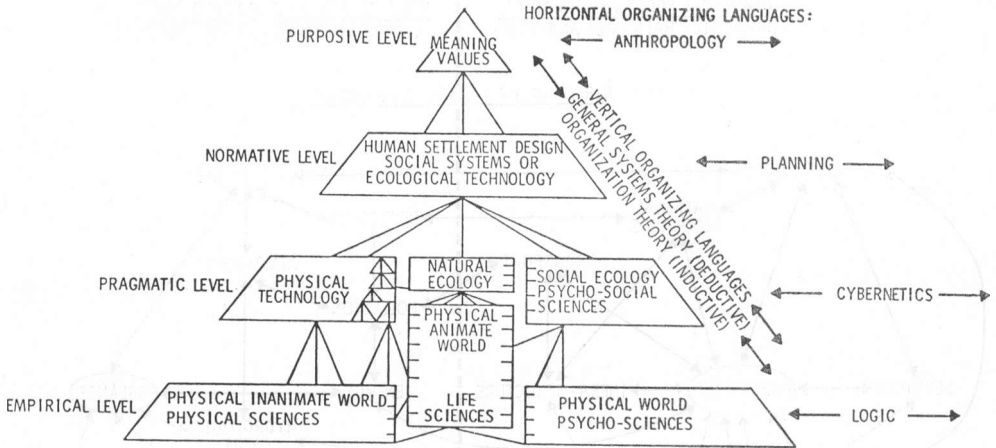 HORIZONTAL ORGANIZING LANGUAGES:
PURPOSIVE LEVEL
MEANING
VALUES
ANTHROPOLOGY
VERTICAL ORGANIZING LANGUAGES
GENERAL SYSTEMS THEORY (DEDUCTIVE)
ORGANIZATION THEORY (INDUCTIVE)
NORMATIVE LEVEL
HUMAN SETTLEMENT DESIGN
SOCIAL SYSTEMS OR
ECOLOGICAL TECHNOLOGY
PLANNING
PRAGMATIC LEVEL
PHYSICAL
TECHNOLOGY
NATURAL
ECOLOGY
SOCIAL ECOLOGY
PSYCHO-SOCIAL
SCIENCES
CYBERNETICS
PHYSICAL
ANIMATE
WORLD
LIFE
SCIENCES
EMPIRICAL LEVEL
PHYSICAL INANIMATE WORLD
PHYSICAL SCIENCES
PHYSICAL WORLD
PSYCHO-SCIENCES
LOGIC